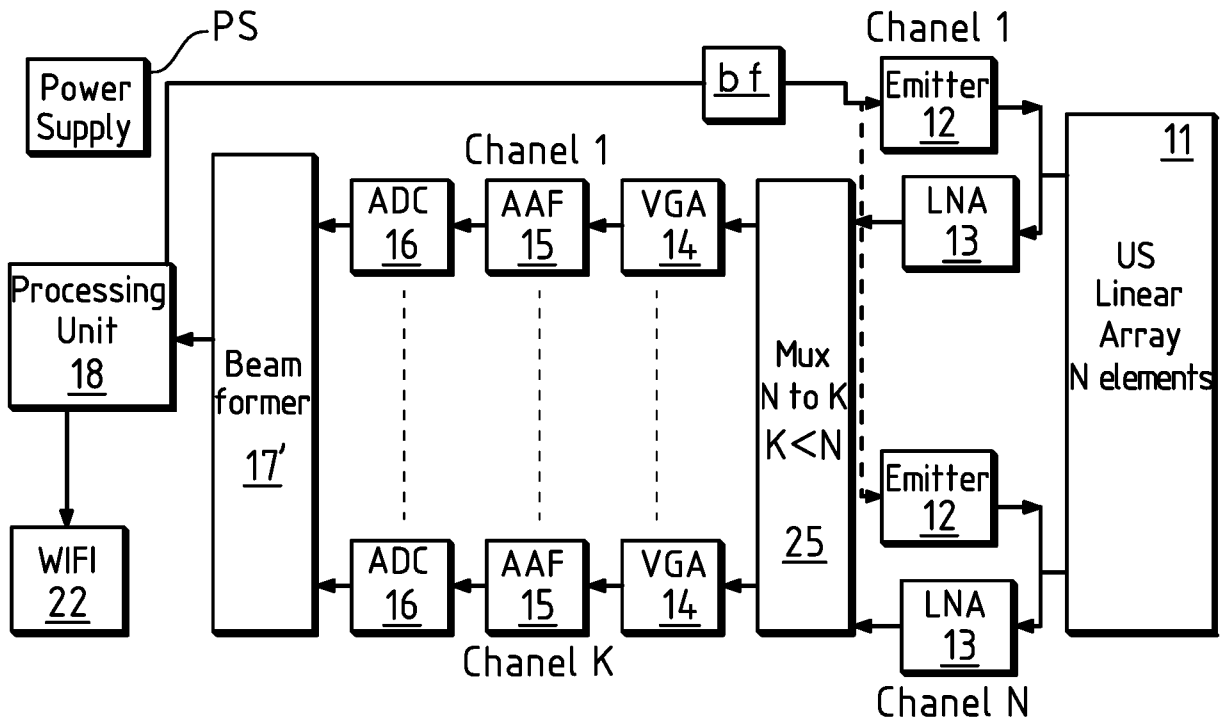 PS
Power
Supply
b f
Chanel 1
Emitter
12
11
Chanel 1
ADC
16
AAF
15
VGA
14
LNA
13
Processing
Unit
18
Beam
former
17'
Mux
N to K
K<N
25
US
Linear
Array
N elements
Emitter
12
WIFI
22
ADC
16
AAF
15
VGA
14
LNA
13
Chanel K
Chanel N